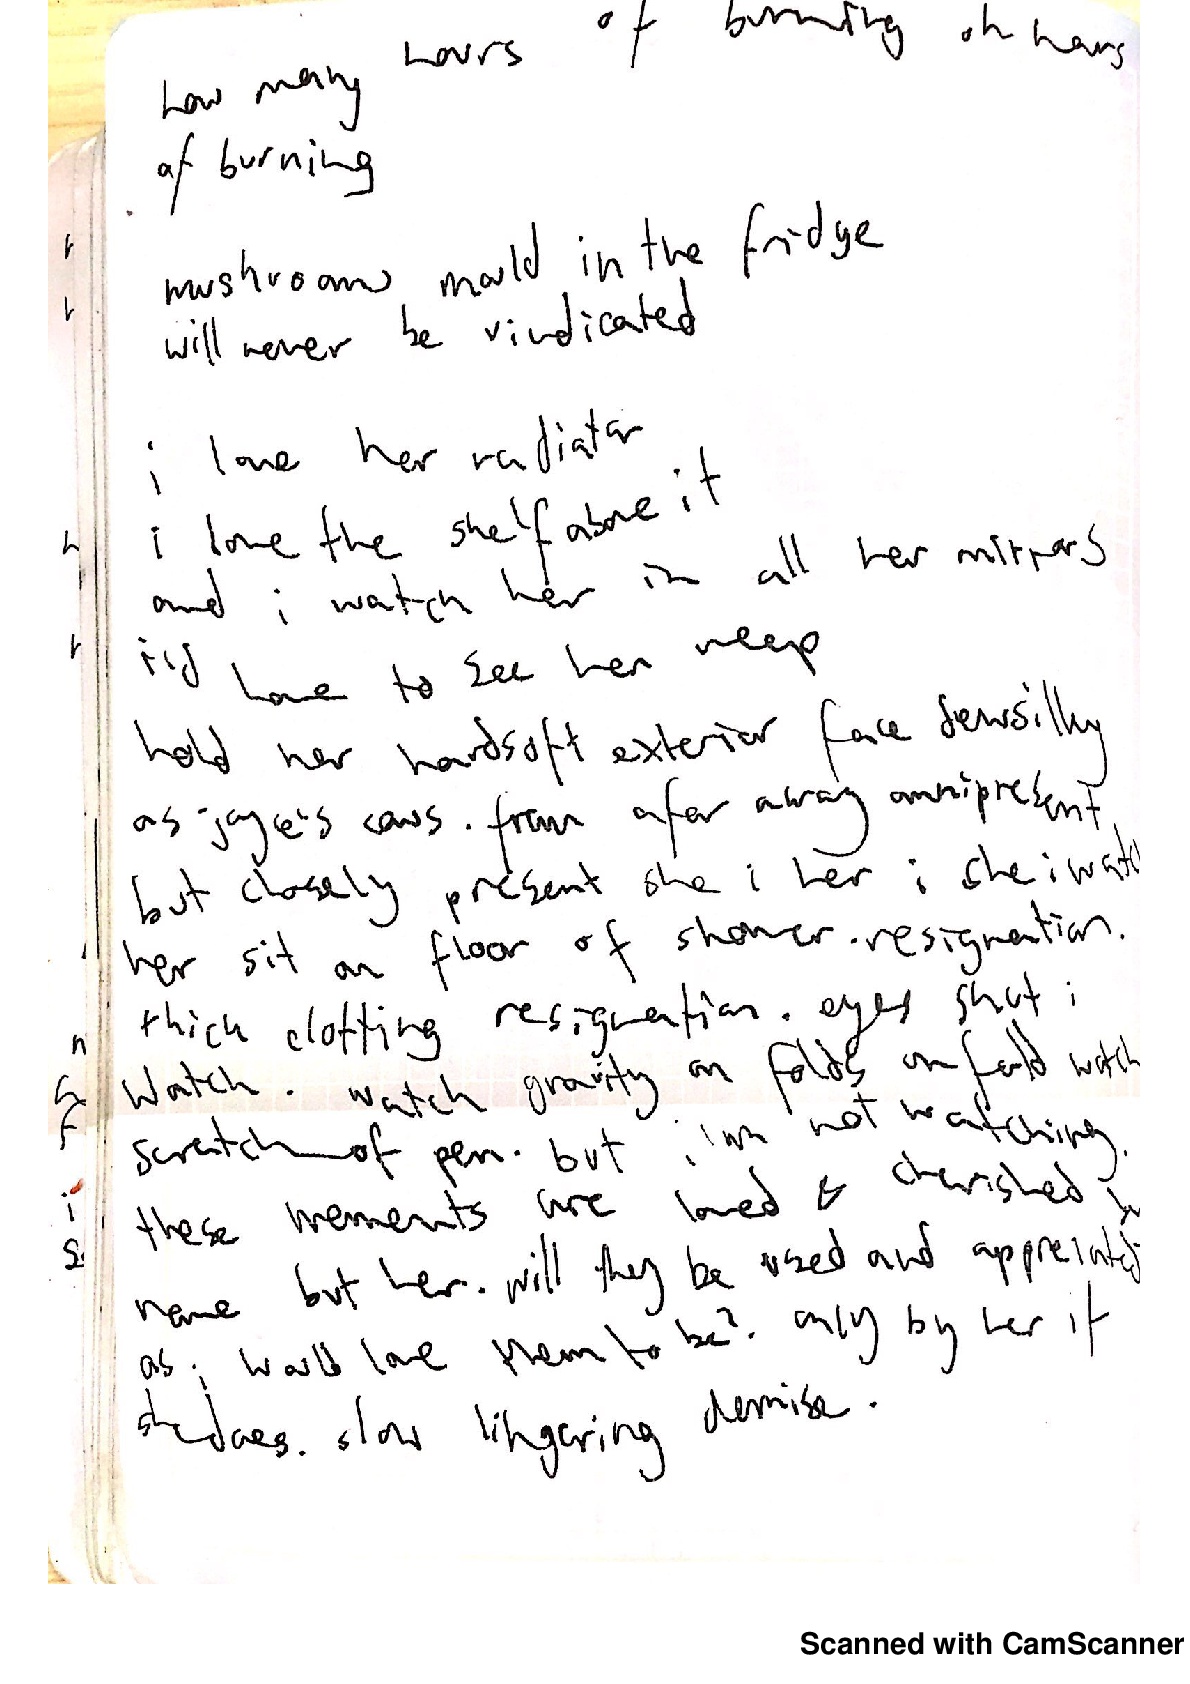 how many hours of burning oh hours
of burning
mushroom mould in the fridge
will never be vindicated
i love her radiator
i love the shelf above it
and i watch her in all her mirrors
i'd love to see her weep
hold her hardsoft exterior face dewsilky
as joyce's cows. from afar away omnipresent
but closely present she i her i she i watch
her sit on floor of shower. resignation.
thick clotting resignation. eyes shut i
watch. watch gravity on folds on fold watch
scratch of pen. but i'm not watching.
these moments are loved & cherished by
none but her. will they be used and appreciated
as i would love them to be?. only by her if
she does. slow lingering demise.
Scanned with CamScanner